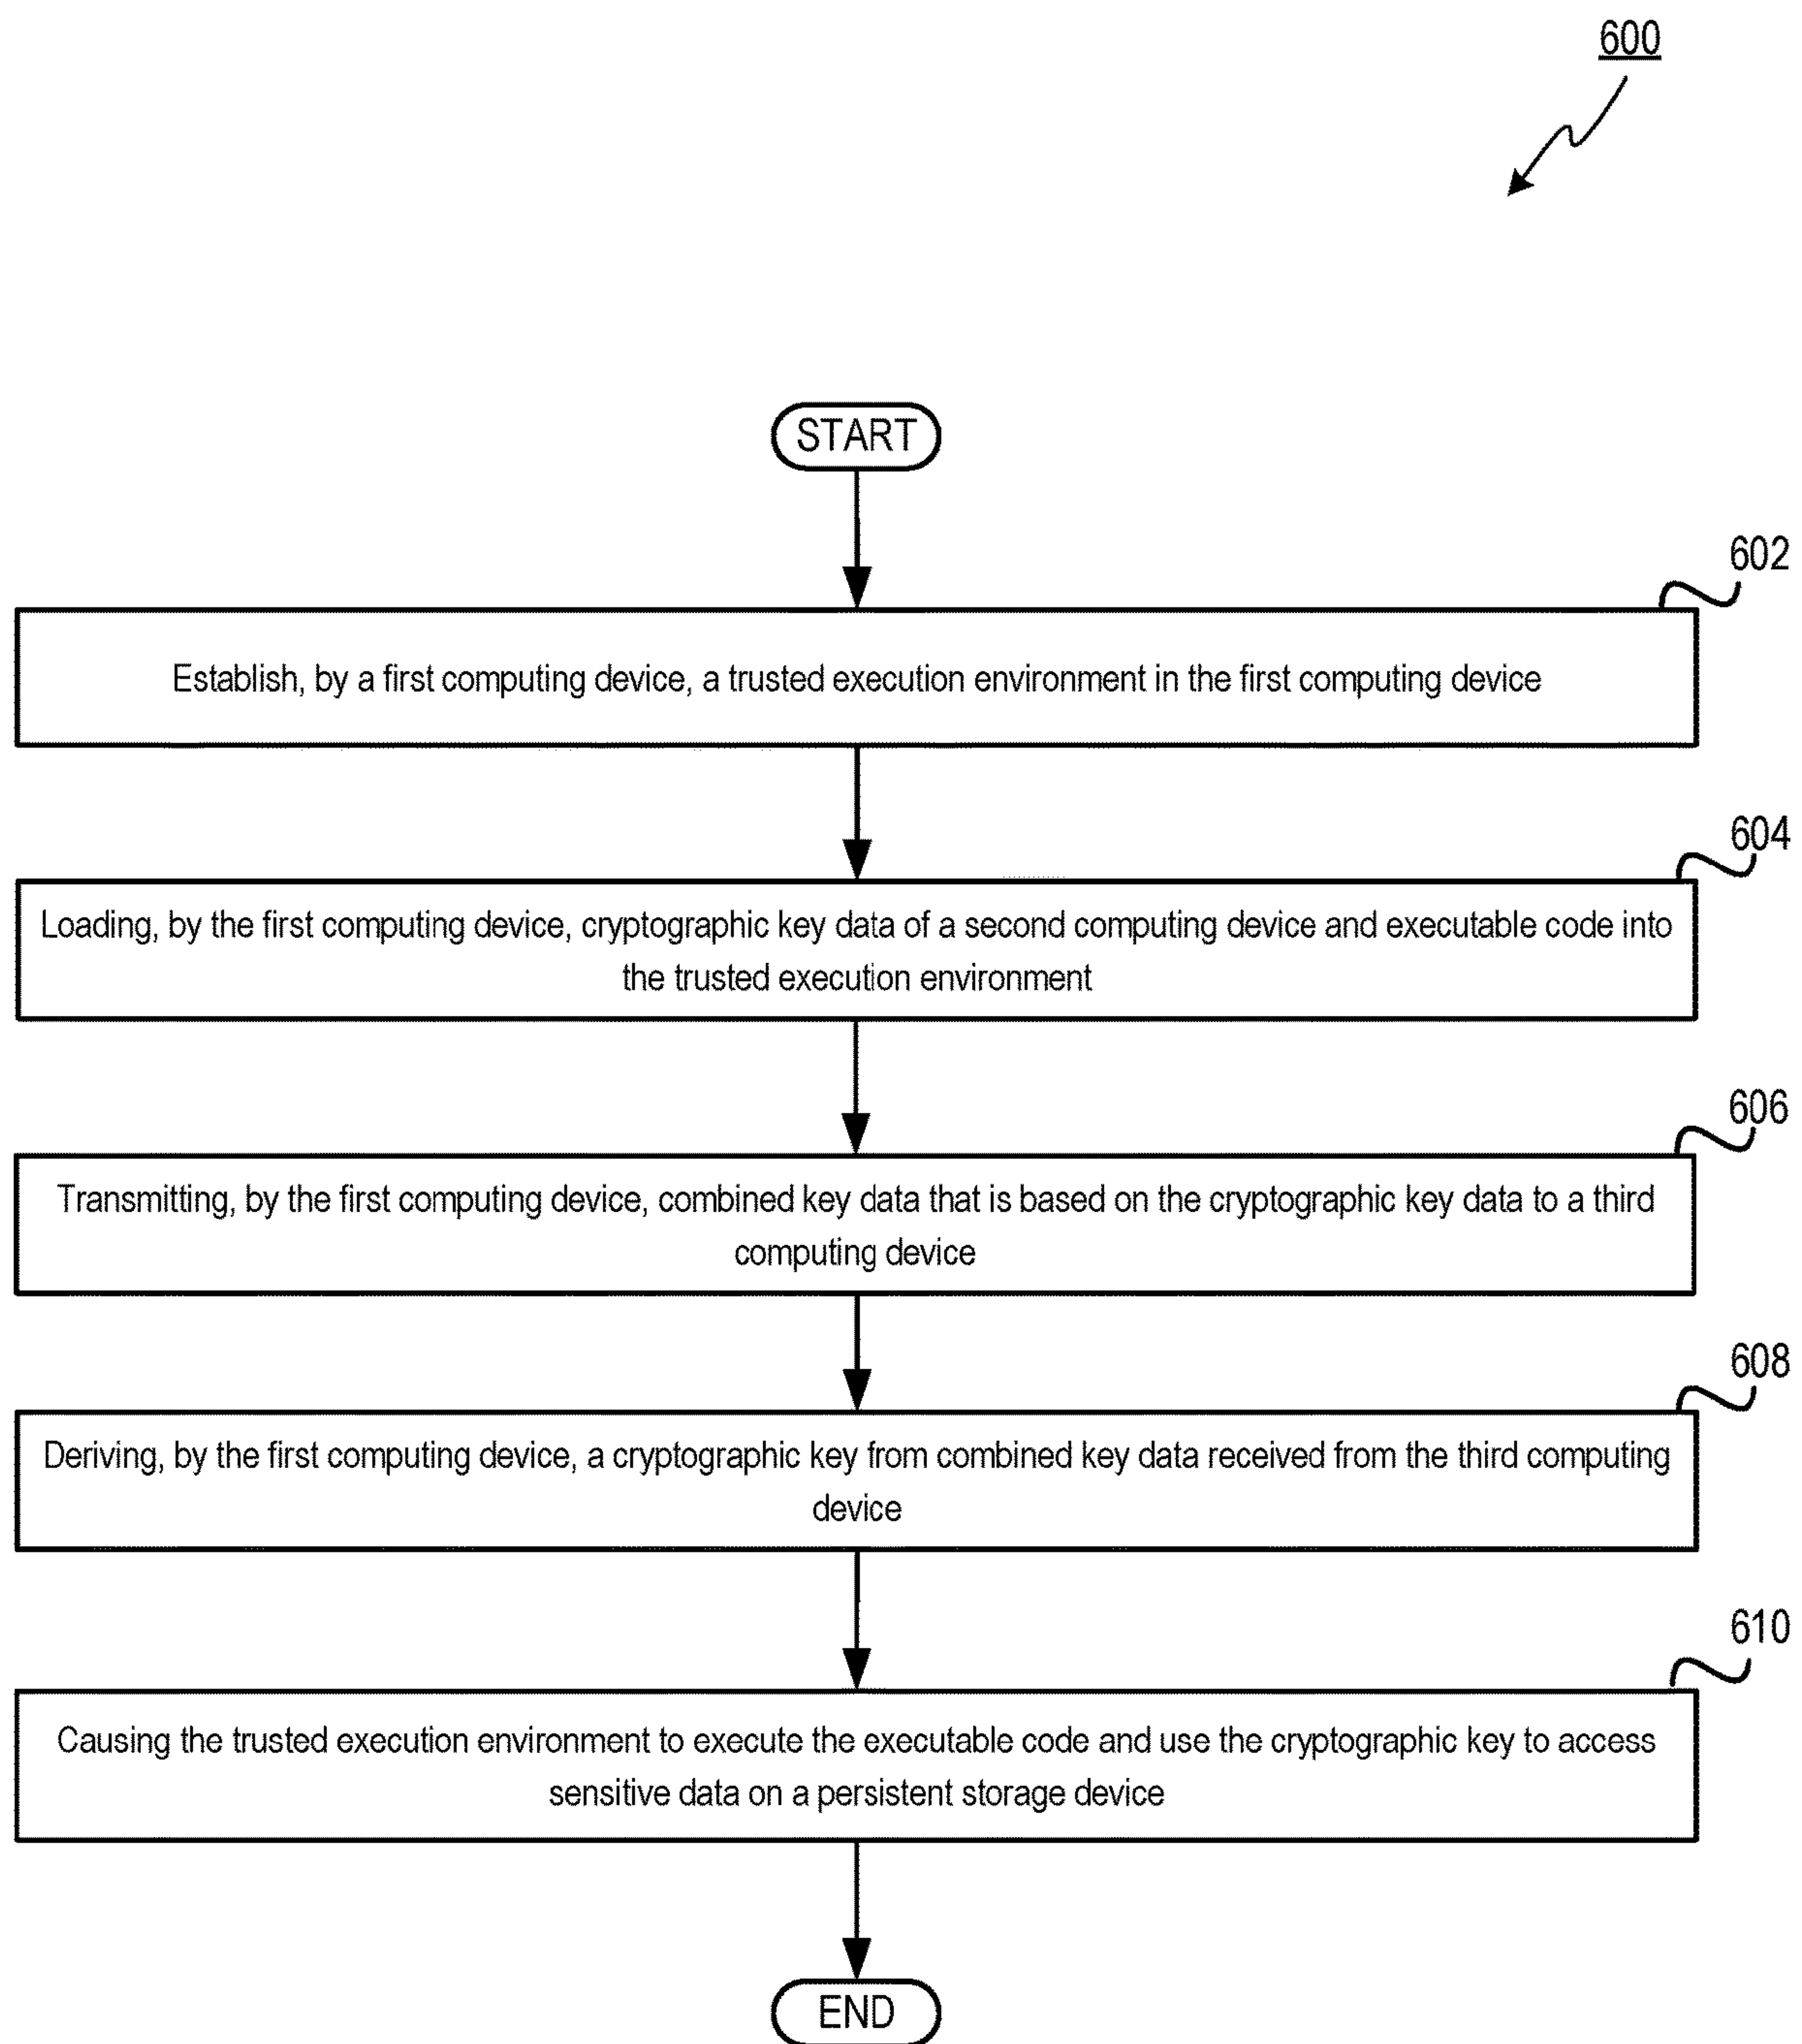 600
START
602
Establish, by a first computing device, a trusted execution environment in the first computing device
604
Loading, by the first computing device, cryptographic key data of a second computing device and executable code into
the trusted execution environment
606
Transmitting, by the first computing device, combined key data that is based on the cryptographic key data to a third
computing device
608
Deriving, by the first computing device, a cryptographic key from combined key data received from the third computing
device
610
Causing the trusted execution environment to execute the executable code and use the cryptographic key to access
sensitive data on a persistent storage device
END